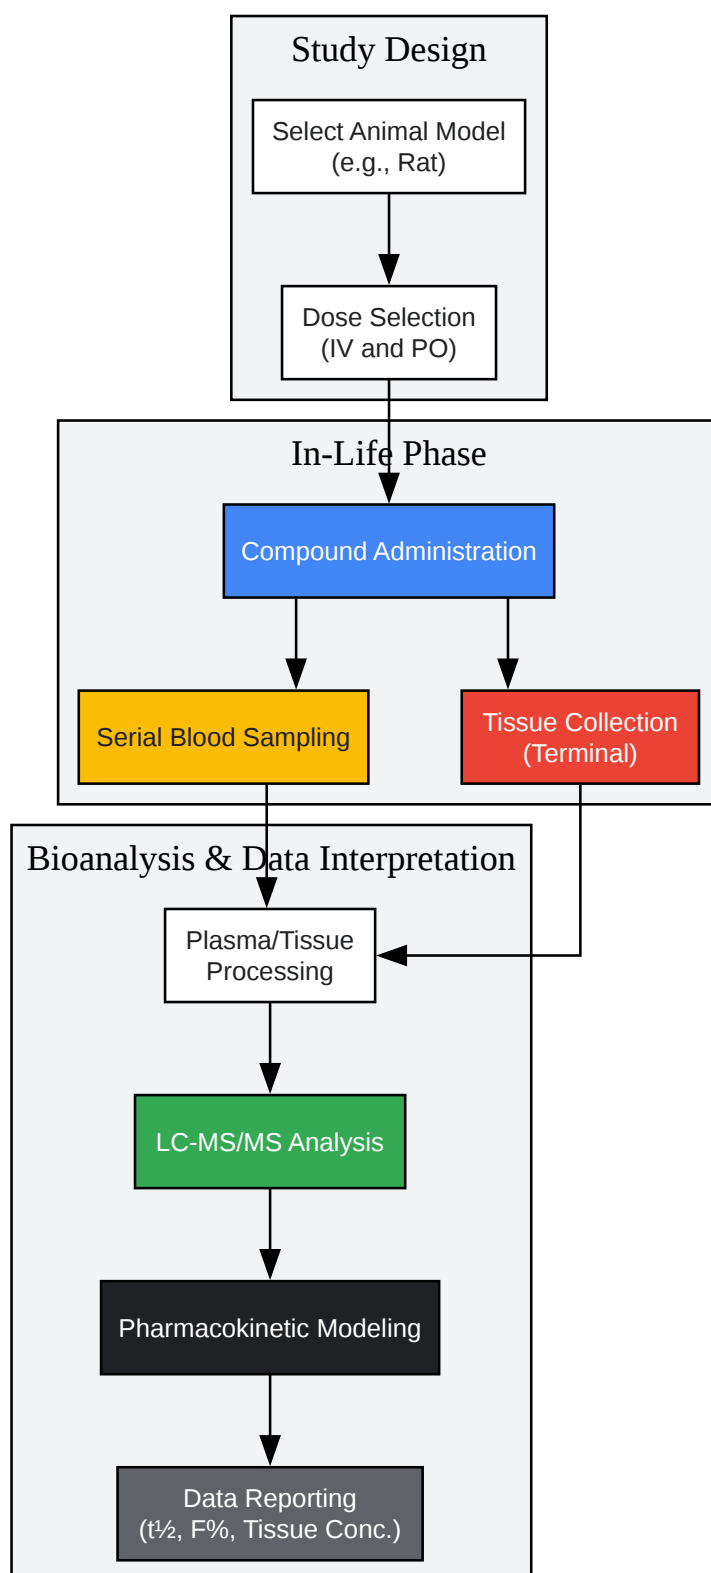 Study Design
Select Animal Model
(e.g., Rat)
Dose Selection
(IV and PO)
In-Life Phase
Compound Administration
Serial Blood Sampling
Tissue Collection
(Terminal)
Bioanalysis & Data Interpretation
Plasma/Tissue
Processing
LC-MS/MS Analysis
Pharmacokinetic Modeling
Data Reporting
(t½, F%, Tissue Conc.)